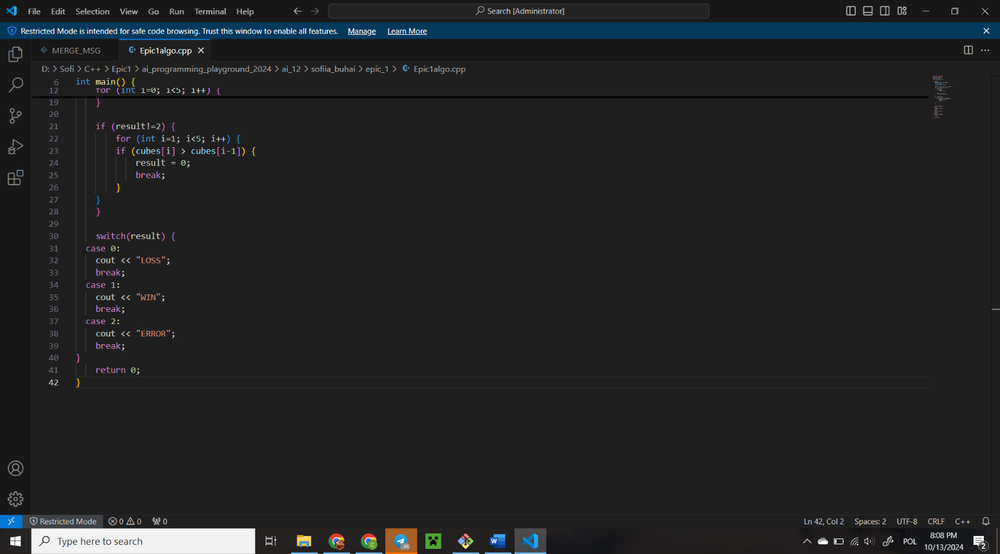 File Edit Selection View Go Run Terminal Help
Search [Administrator]
Restricted Mode is intended for safe code browsing. Trust this window to enable all features. Manage Learn More
MERGE_MSG Epic1algo.cpp
D: > Sofi > C++ > Epic1 > ai_programming_playground_2024 > ai_12 > sofiia_buhai > epic_1 > Epic1algo.cpp
6 int main() {
12 for (int i=0; i<5; i++) {
19 }
20
21 if (result!=2) {
22 for (int i=1; i<5; i++) {
23 if (cubes[i] > cubes[i-1]) {
24 result = 0;
25 break;
26 }
27 }
28 }
29
30 switch(result) {
31 case 0:
32 cout << "LOSS";
33 break;
34 case 1:
35 cout << "WIN";
36 break;
37 case 2:
38 cout << "ERROR";
39 break;
40 }
41 return 0;
42 }
Restricted Mode 0 0 0 Ln 42, Col 2 Spaces: 2 UTF-8 CRLF C++
Type here to search
46
POL
8:08 PM
10/13/2024
2